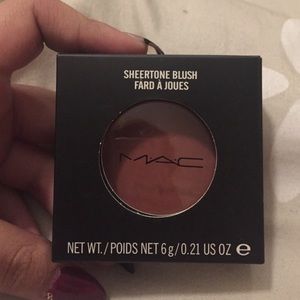 SHEERTONE BLUSH
FARD À JOUES
MAC
NET WT./POIDS NET 6 g/0.21 US OZ ℮